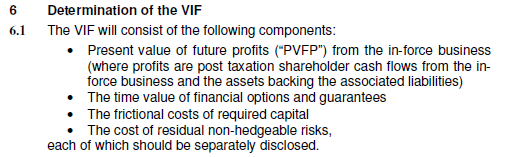 6 Determination of the VIF
6.1 The VIF will consist of the following components:
• Present value of future profits (“PVFP”) from the in-force business
(where profits are post taxation shareholder cash flows from the in-
force business and the assets backing the associated liabilities)
• The time value of financial options and guarantees
• The frictional costs of required capital
• The cost of residual non-hedgeable risks,
each of which should be separately disclosed.